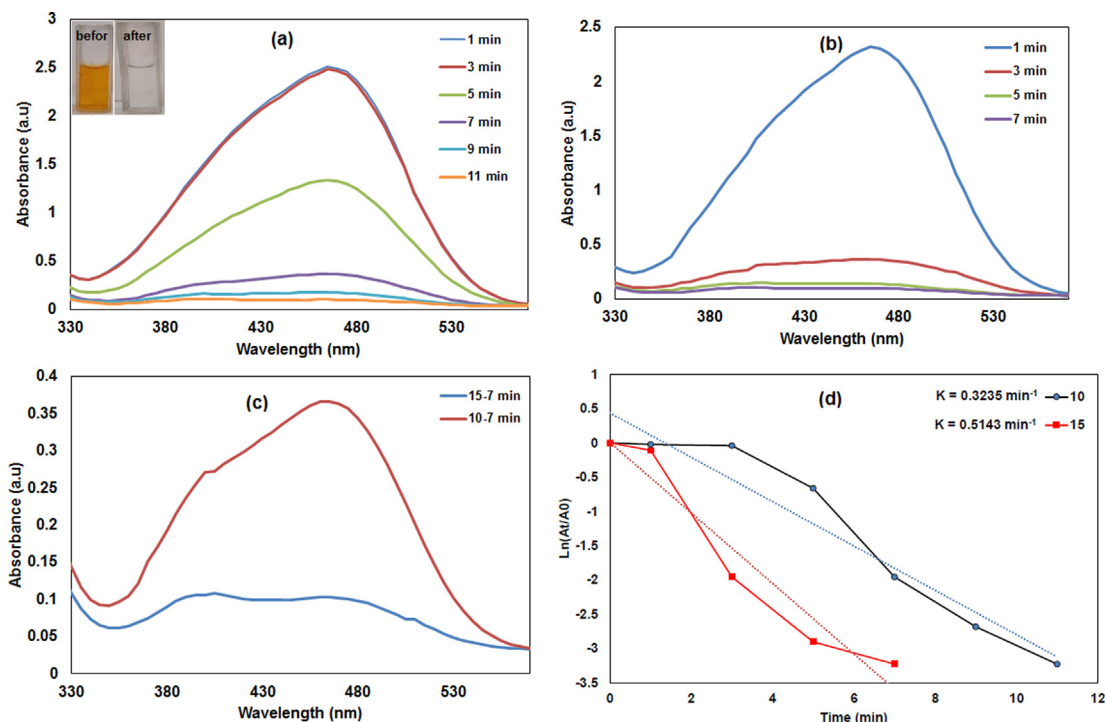 befor after
(a)
1 min
3 min
5 min
7 min
9 min
11 min
3
2.5
2
1.5
1
0.5
0
Absorbance (a.u)
330 380 430 480 530
Wavelength (nm)
(b)
1 min
3 min
5 min
7 min
2.5
2
1.5
1
0.5
0
Absorbance (a.u)
330 380 430 480 530
Wavelength (nm)
(c)
15-7 min
10-7 min
0.4
0.35
0.3
0.25
0.2
0.15
0.1
0.05
0
Absorbance (a.u)
330 380 430 480 530
Wavelength (nm)
(d)
K = 0.3235 min⁻¹ 10
K = 0.5143 min⁻¹ 15
1
0.5
0
-0.5
-1
-1.5
-2
-2.5
-3
-3.5
Ln(At/A0)
0 2 4 6 8 10 12
Time (min)